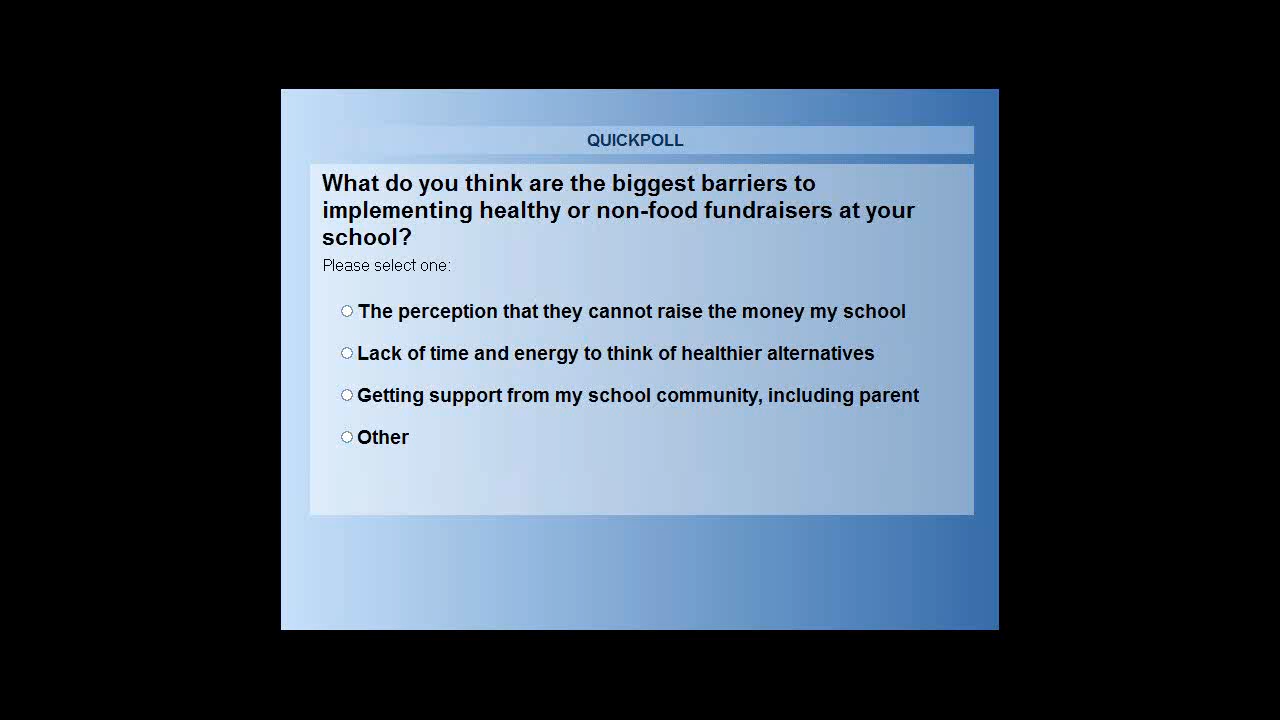 QUICKPOLL
What do you think are the biggest barriers to
implementing healthy or non-food fundraisers at your
school?
Please select one:
The perception that they cannot raise the money my school
Lack of time and energy to think of healthier alternatives
Getting support from my school community, including parent
Other